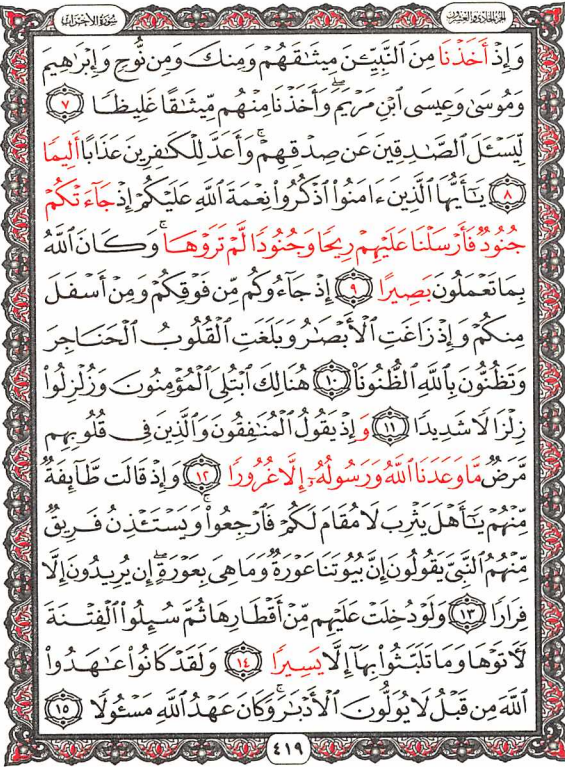 الجزء الحادي والعشرون
سُورَةُ الأَحْزَابِ
وَإِذْ أَخَذْنَا مِنَ ٱلنَّبِيِّـۧنَ مِيثَـٰقَهُمْ وَمِنكَ وَمِن نُّوحٍ وَإِبْرَٰهِيمَ
وَمُوسَىٰ وَعِيسَى ٱبْنِ مَرْيَمَ ۖ وَأَخَذْنَا مِنْهُم مِّيثَـٰقًا غَلِيظًا ٧
لِّيَسْـَٔلَ ٱلصَّـٰدِقِينَ عَن صِدْقِهِمْ ۚ وَأَعَدَّ لِلْكَـٰفِرِينَ عَذَابًا أَلِيمًا
٨ يَـٰٓأَيُّهَا ٱلَّذِينَ ءَامَنُوا۟ ٱذْكُرُوا۟ نِعْمَةَ ٱللَّهِ عَلَيْكُمْ إِذْ جَآءَتْكُمْ
جُنُودٌ فَأَرْسَلْنَا عَلَيْهِمْ رِيحًا وَجُنُودًا لَّمْ تَرَوْهَا ۚ وَكَانَ ٱللَّهُ
بِمَا تَعْمَلُونَ بَصِيرًا ٩ إِذْ جَآءُوكُم مِّن فَوْقِكُمْ وَمِنْ أَسْفَلَ
مِنكُمْ وَإِذْ زَاغَتِ ٱلْأَبْصَـٰرُ وَبَلَغَتِ ٱلْقُلُوبُ ٱلْحَنَاجِرَ
وَتَظُنُّونَ بِٱللَّهِ ٱلظُّنُونَا۠ ١٠ هُنَالِكَ ٱبْتُلِىَ ٱلْمُؤْمِنُونَ وَزُلْزِلُوا۟
زِلْزَالًا شَدِيدًا ١١ وَإِذْ يَقُولُ ٱلْمُنَـٰفِقُونَ وَٱلَّذِينَ فِى قُلُوبِهِم
مَّرَضٌ مَّا وَعَدَنَا ٱللَّهُ وَرَسُولُهُۥٓ إِلَّا غُرُورًا ١٢ وَإِذْ قَالَت طَّآئِفَةٌ
مِّنْهُمْ يَـٰٓأَهْلَ يَثْرِبَ لَا مُقَامَ لَكُمْ فَٱرْجِعُوا۟ ۚ وَيَسْتَـْٔذِنُ فَرِيقٌ
مِّنْهُمُ ٱلنَّبِىَّ يَقُولُونَ إِنَّ بُيُوتَنَا عَوْرَةٌ وَمَا هِىَ بِعَوْرَةٍ ۖ إِن يُرِيدُونَ إِلَّا
فِرَارًا ١٣ وَلَوْ دُخِلَتْ عَلَيْهِم مِّنْ أَقْطَارِهَا ثُمَّ سُئِلُوا۟ ٱلْفِتْنَةَ
لَـَٔاتَوْهَا وَمَا تَلَبَّثُوا۟ بِهَآ إِلَّا يَسِيرًا ١٤ وَلَقَدْ كَانُوا۟ عَـٰهَدُوا۟
ٱللَّهَ مِن قَبْلُ لَا يُوَلُّونَ ٱلْأَدْبَـٰرَ ۚ وَكَانَ عَهْدُ ٱللَّهِ مَسْـُٔولًا ١٥
٤١٩